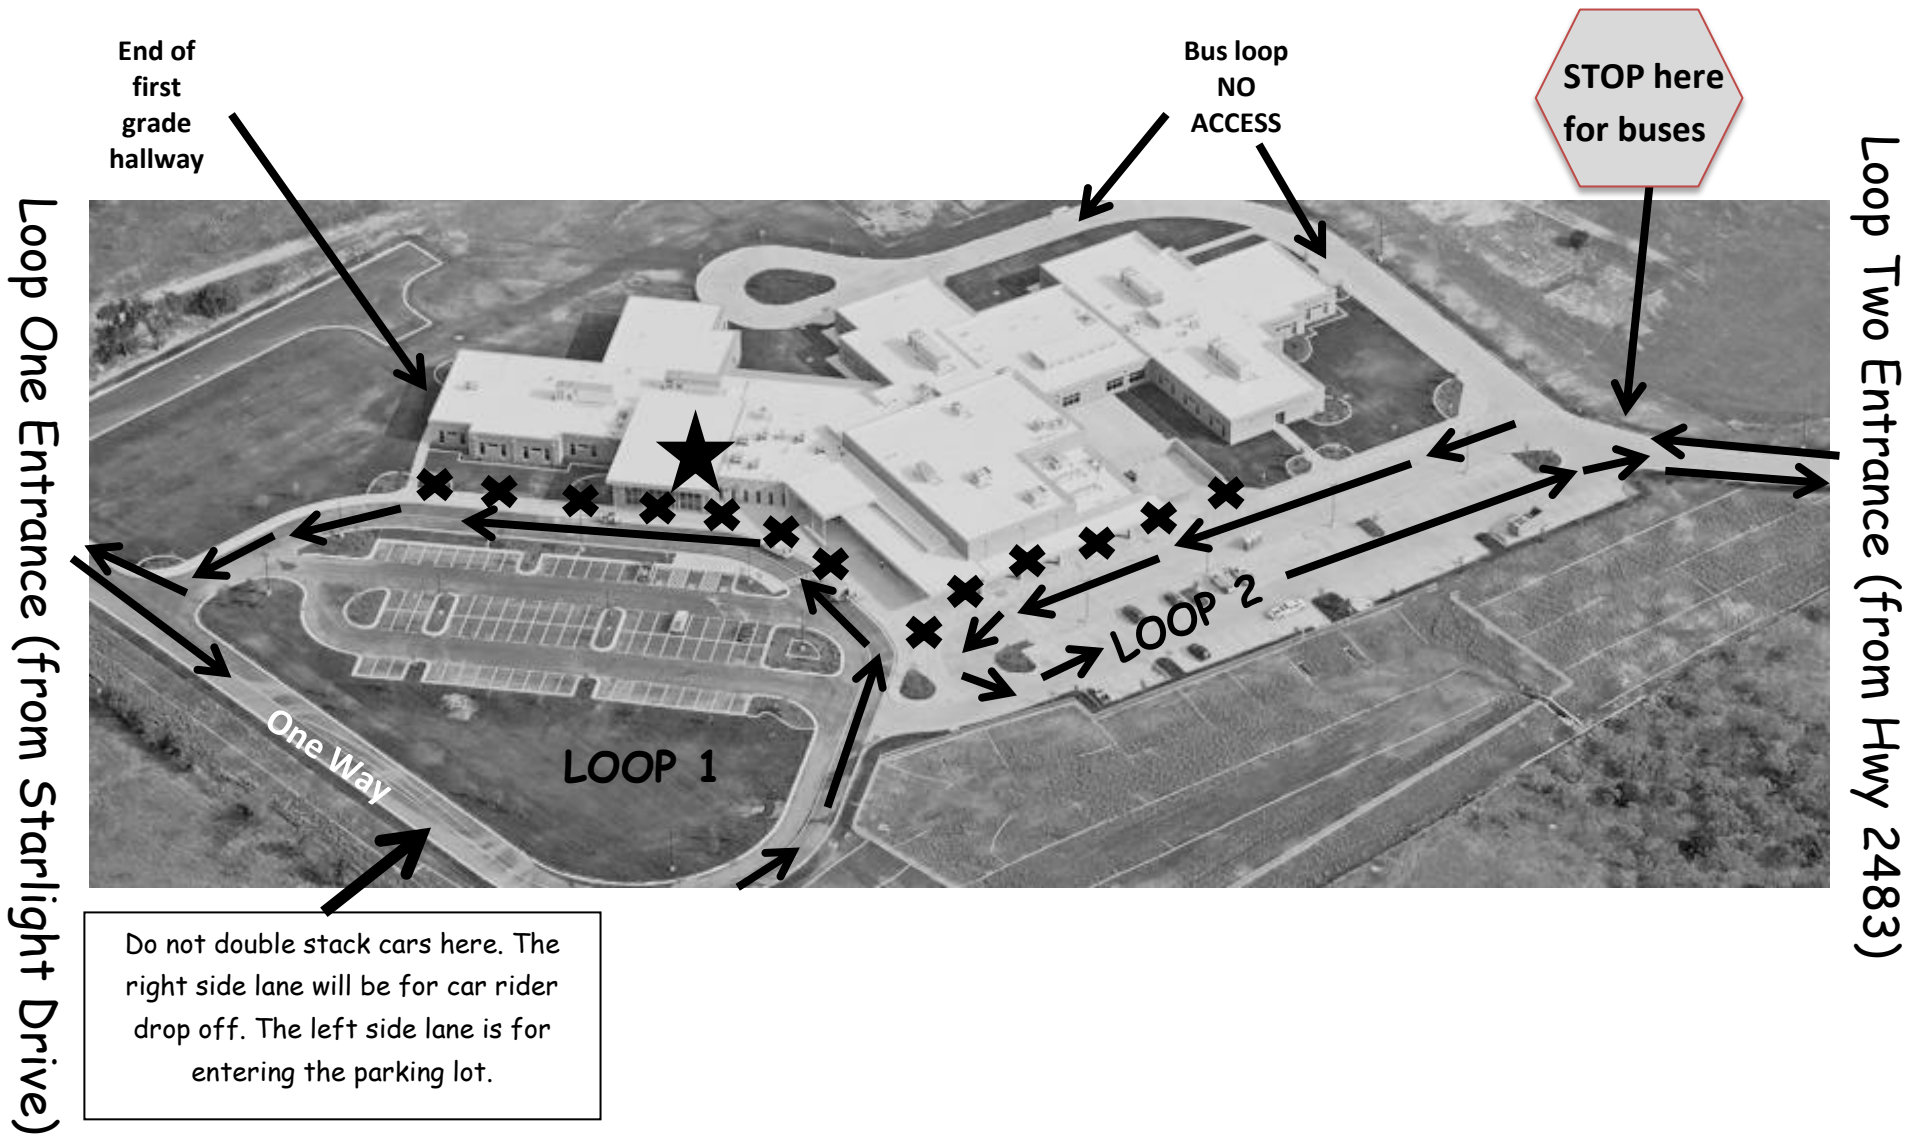 End of
first
grade
hallway
Bus loop
NO
ACCESS
STOP here
for buses
Loop One Entrance (from Starlight Drive)
Loop Two Entrance (from Hwy 2483)
LOOP 2
One Way
LOOP 1
Do not double stack cars here. The
right side lane will be for car rider
drop off. The left side lane is for
entering the parking lot.